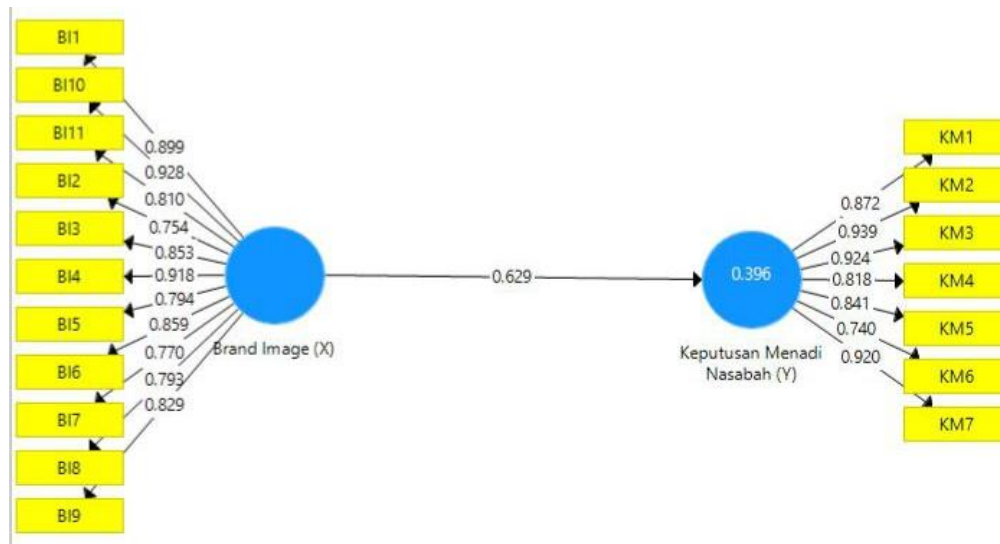 BI1
BI10
BI11
BI2
BI3
BI4
BI5
BI6
BI7
BI8
BI9
0.899
0.928
0.810
0.754
0.853
0.918
0.794
0.859
0.770
0.793
0.829
Brand Image (X)
0.629
0.396
Keputusan Menadi
Nasabah (Y)
0.872
0.939
0.924
0.818
0.841
0.740
0.920
KM1
KM2
KM3
KM4
KM5
KM6
KM7